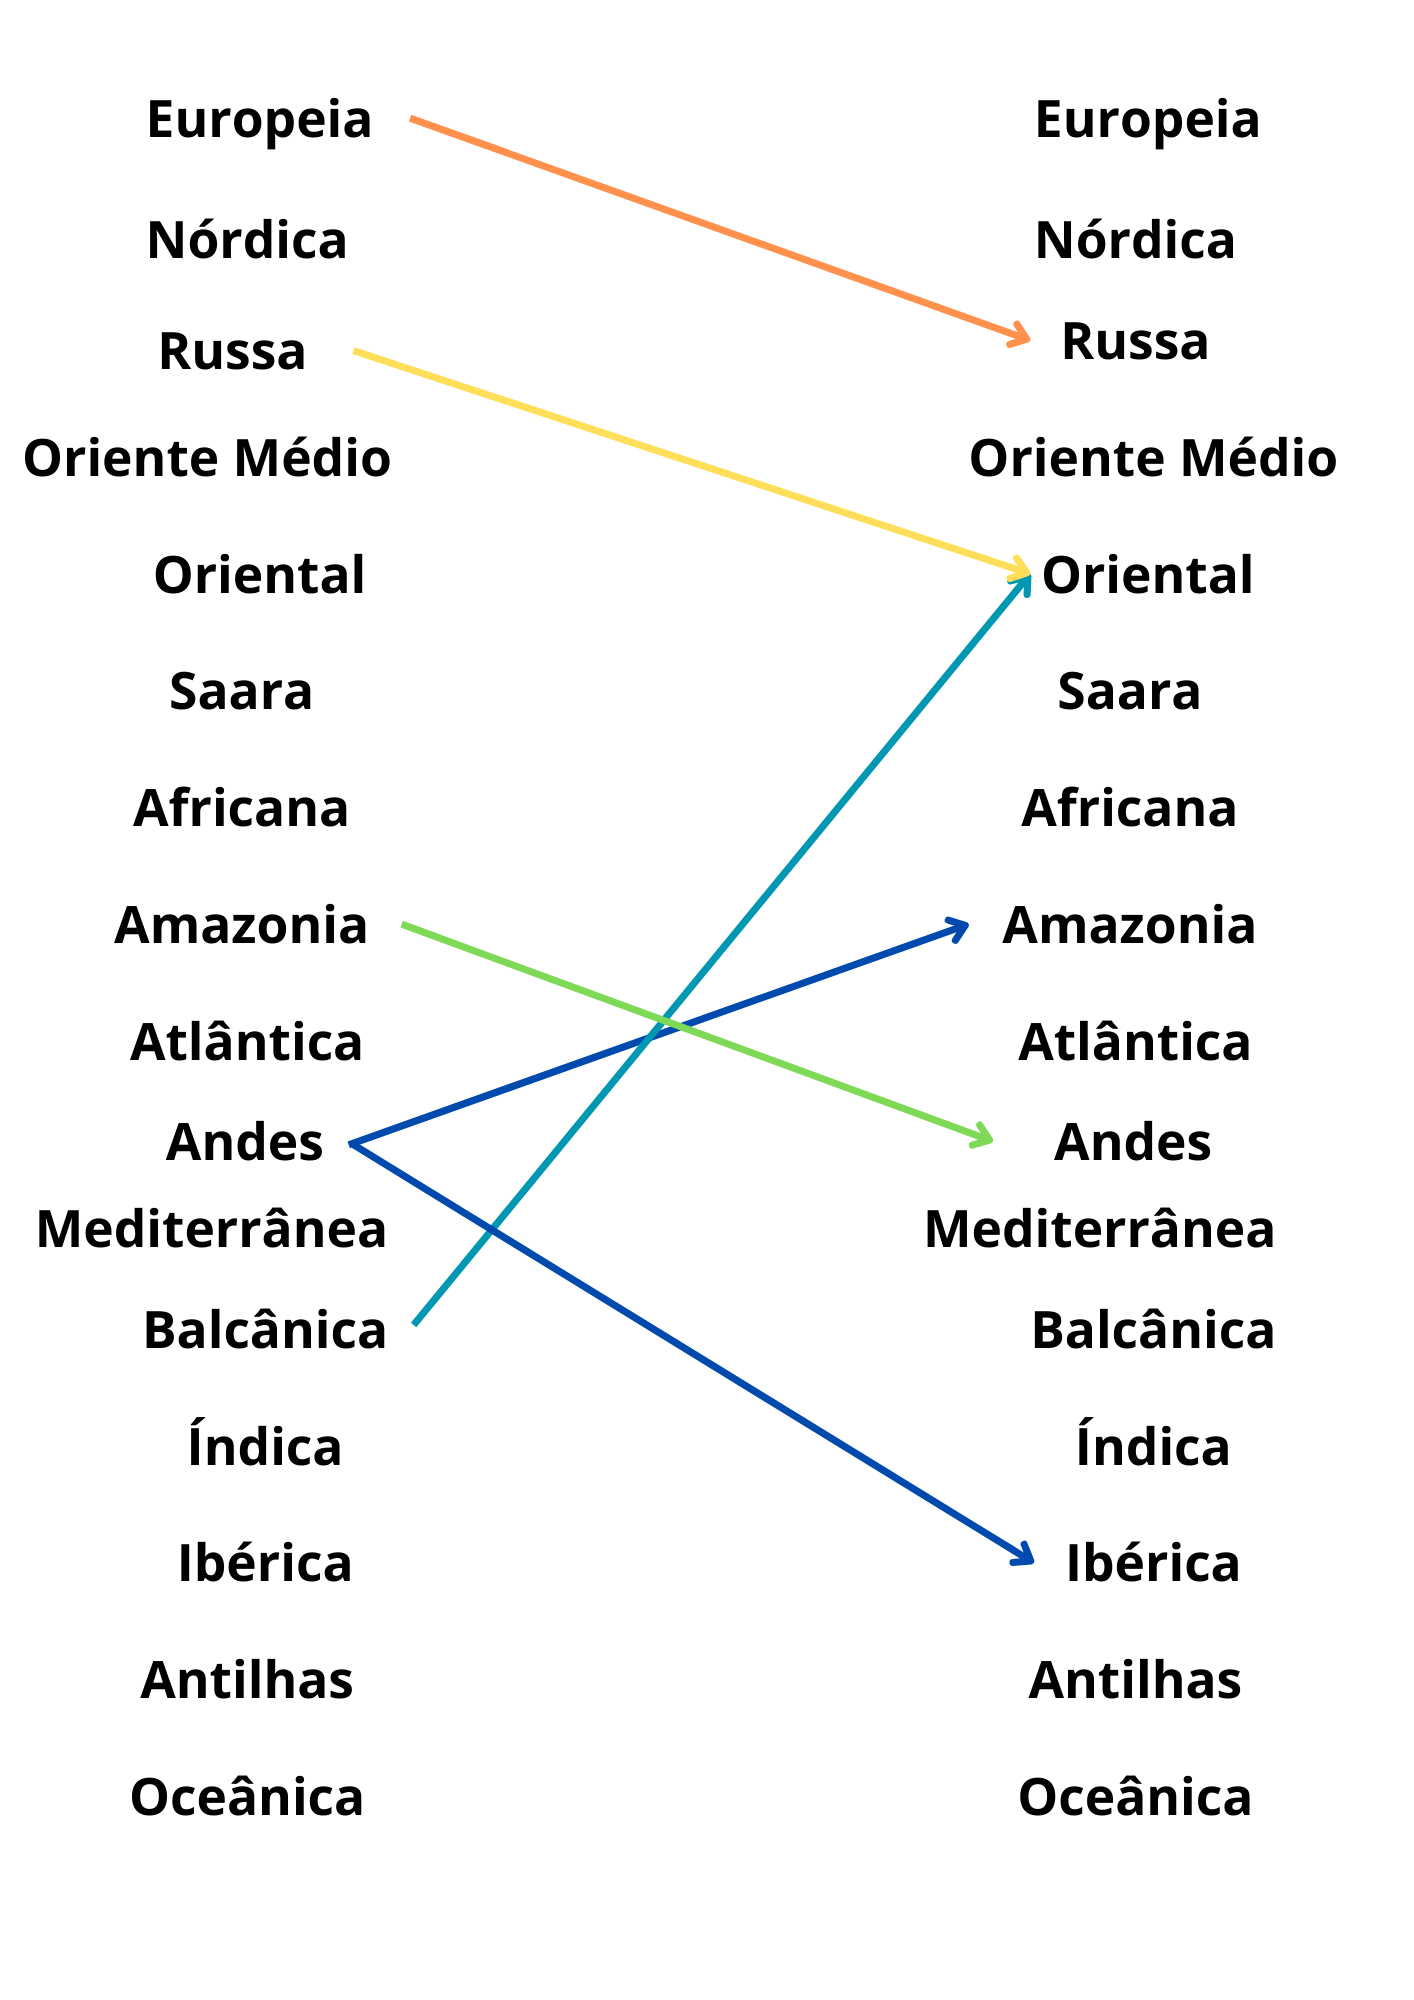 Europeia Europeia
Nórdica Nórdica
Russa Russa
Oriente Médio Oriente Médio
Oriental Oriental
Saara Saara
Africana Africana
Amazonia Amazonia
Atlântica Atlântica
Andes Andes
Mediterrânea Mediterrânea
Balcânica Balcânica
Índica Índica
Ibérica Ibérica
Antilhas Antilhas
Oceânica Oceânica